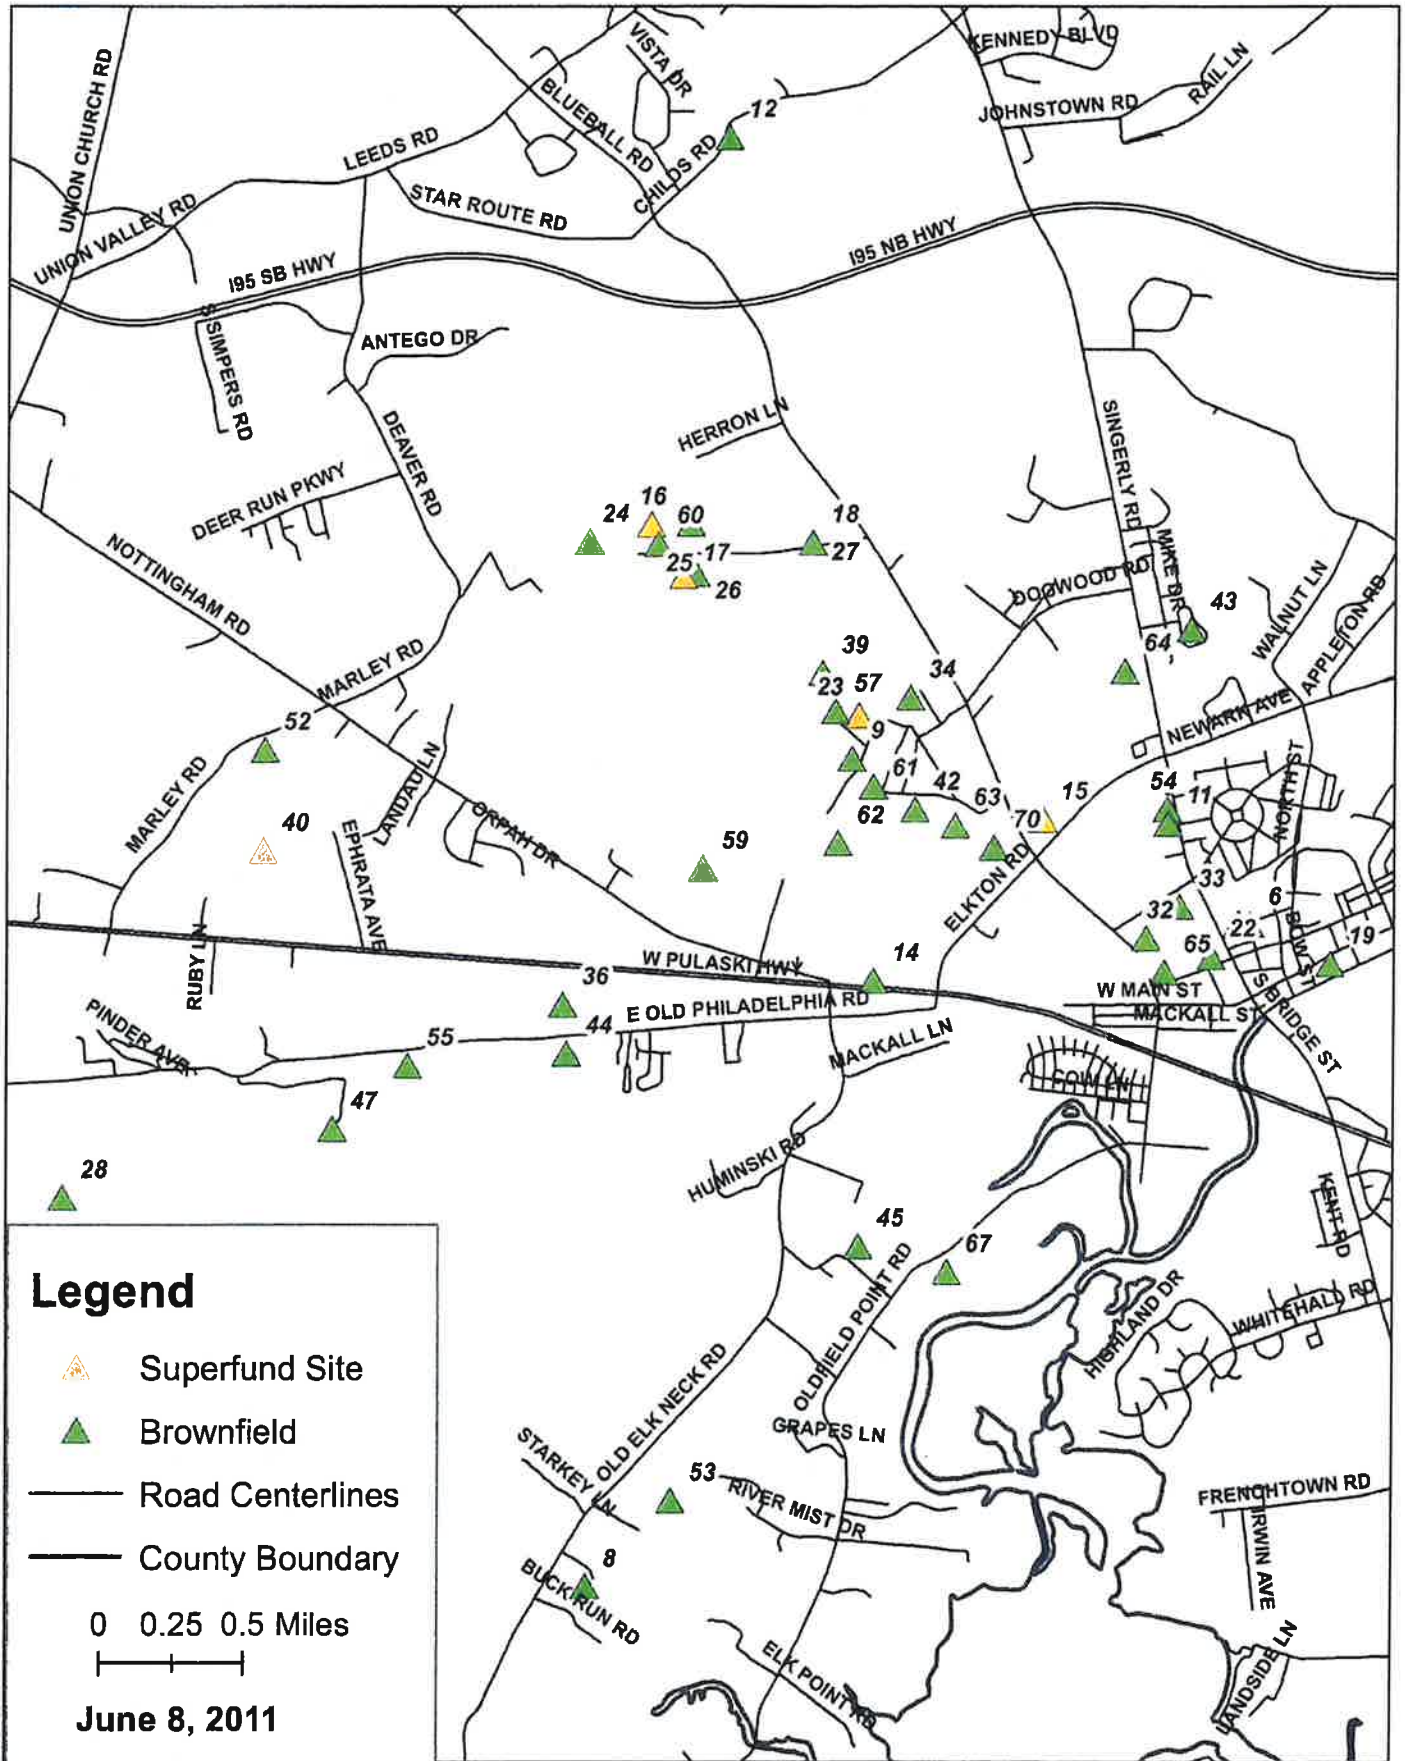 KENNEDY BLVD
VISTA DR
RAIL LN
UNION CHURCH RD
BLUEBALL RD
12
JOHNSTOWN RD
LEEDS RD
CHILDS RD
STAR ROUTE RD
UNION VALLEY RD
I95 NB HWY
I95 SB HWY
S SIMPERS RD
ANTEGO DR
HERRON LN
SINGERLY RD
DEAVER RD
DEER RUN PKWY
16
24
60
18
17
27
25
26
NOTTINGHAM RD
MIKE DR
DOGWOOD RD
43
WALNUT LN
APPLETON RD
64
39
34
MARLEY RD
23
57
52
9
NEWARK AVE
MARLEY RD
LANDAU LN
61
42
63
15
54
11
NORTH ST
40
62
70
EPHRATA AVE
ORPAH DR
59
ELKTON RD
33
6
32
22
19
65
BOW ST
RUBY LN
W PULASKI HWY
14
36
W MAIN ST
E OLD PHILADELPHIA RD
MACKALL ST
S BRIDGE ST
PINDER AVE
55
44
MACKALL LN
COW LN
47
28
HUMINSKI RD
KENT RD
45
67
OLDFIELD POINT RD
HIGHLAND DR
WHITEHALL RD
OLD ELK NECK RD
GRAPES LN
STARKEY LN
53
RIVER MIST DR
FRENCHTOWN RD
IRWIN AVE
8
BUCK RUN RD
ELK POINT RD
LANDSIDE LN
Legend
Superfund Site
Brownfield
Road Centerlines
County Boundary
0 0.25 0.5 Miles
June 8, 2011